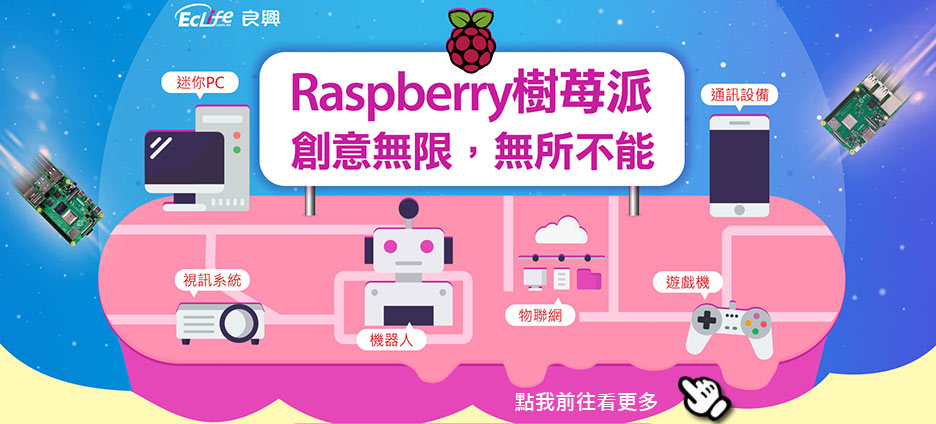 EcLife 良興
Raspberry樹莓派
創意無限，無所不能
迷你PC
通訊設備
視訊系統
機器人
物聯網
遊戲機
點我前往看更多